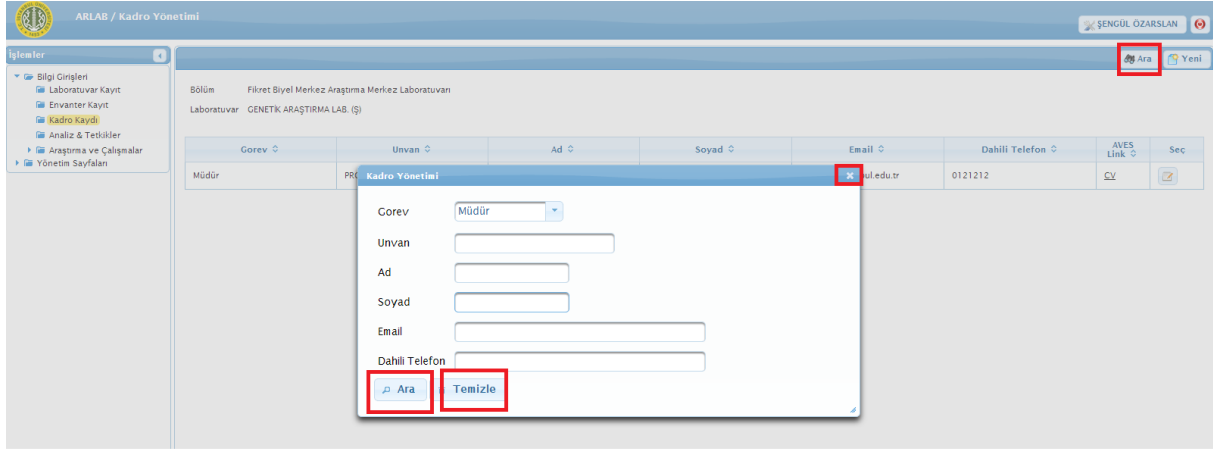 ARLAB / Kadro Yönetimi
ŞENGÜL ÖZARSLAN
İşlemler
Ara
Yeni
Bilgi Girişleri
Laboratuvar Kayıt
Envanter Kayıt
Kadro Kaydı
Analiz & Tetkikler
Araştırma ve Çalışmalar
Yönetim Sayfaları
Bölüm Fikret Biyel Merkez Araştırma Merkez Laboratuvarı
Laboratuvar GENETİK ARAŞTIRMA LAB. (Ş)
Gorev Unvan Ad Soyad Email Dahili Telefon AVES Link Seç
Müdür 0121212 CV
Kadro Yönetimi
Gorev Müdür
Unvan
Ad
Soyad
Email
Dahili Telefon
Ara Temizle